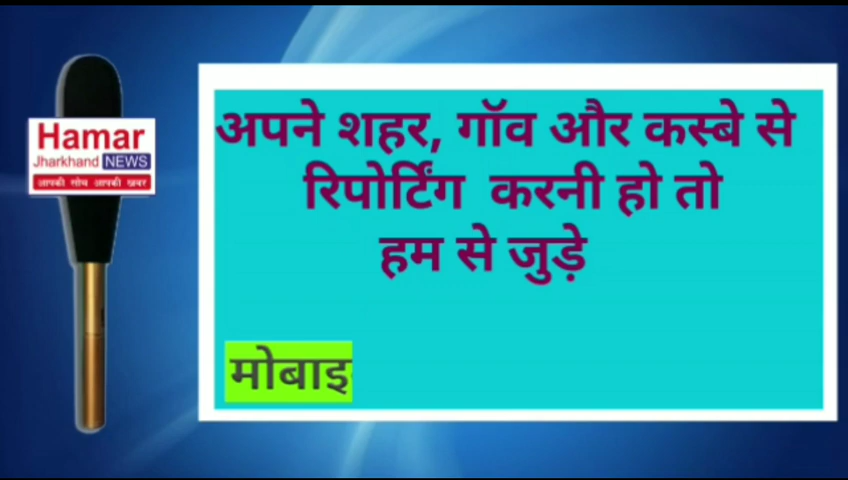 Hamar
Jharkhand NEWS
आपकी सोच आपकी खबर
अपने शहर, गॉव और कस्बे से
रिपोर्टिंग करनी हो तो
हम से जुड़े
मोबाइ